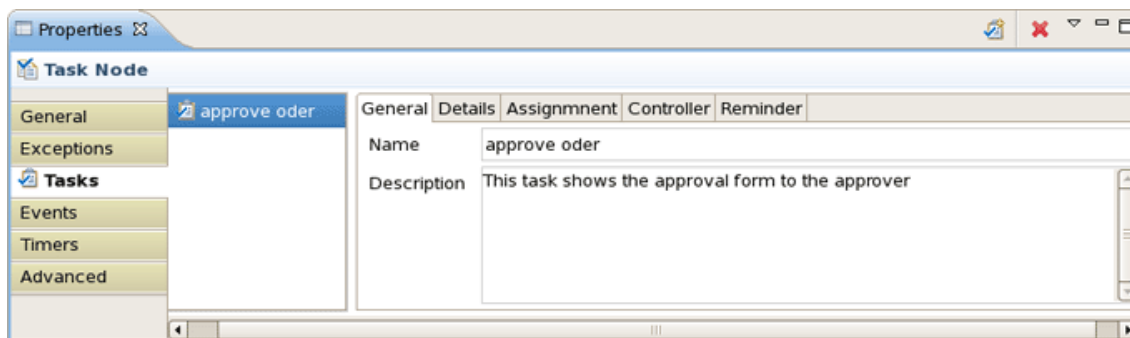 Properties
Task Node
General
Exceptions
Tasks
Events
Timers
Advanced
approve oder
General Details Assignmnent Controller Reminder
Name approve oder
Description This task shows the approval form to the approver